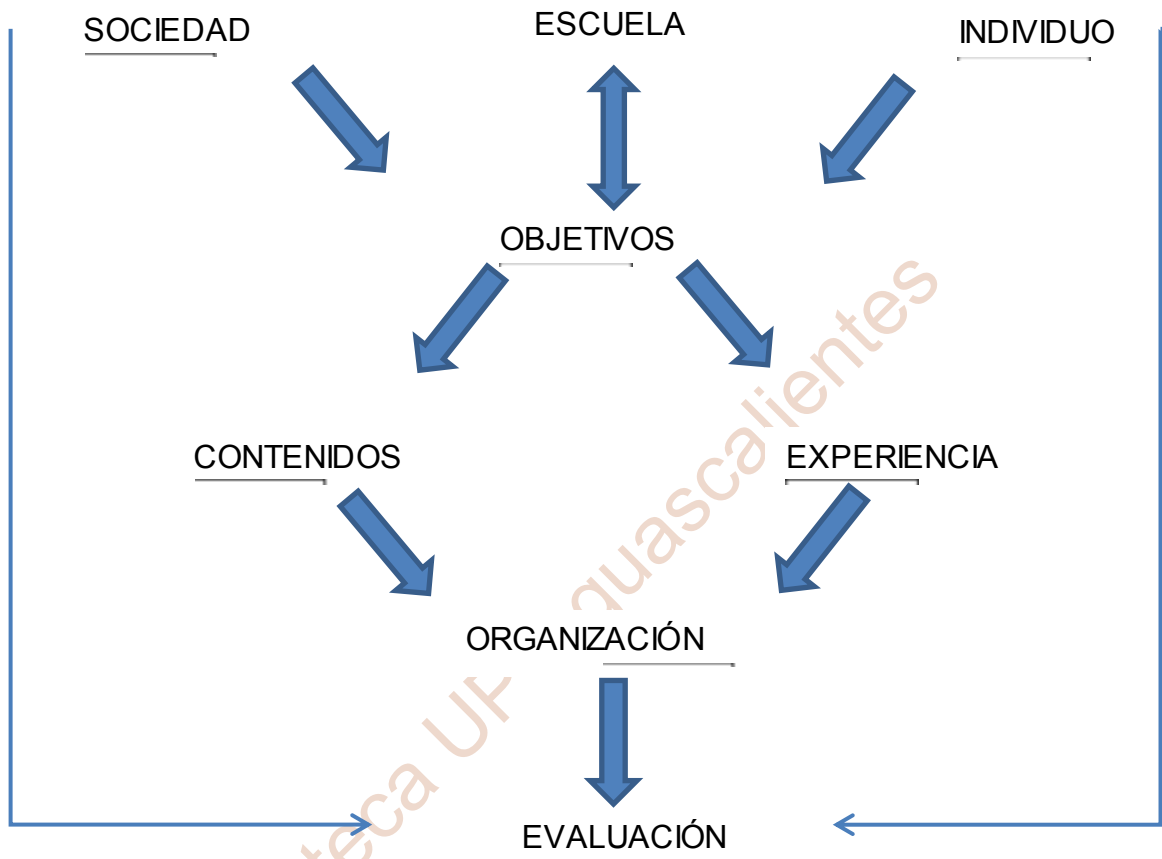 SOCIEDAD
ESCUELA
INDIVIDUO
OBJETIVOS
CONTENIDOS
EXPERIENCIA
ORGANIZACIÓN
EVALUACIÓN